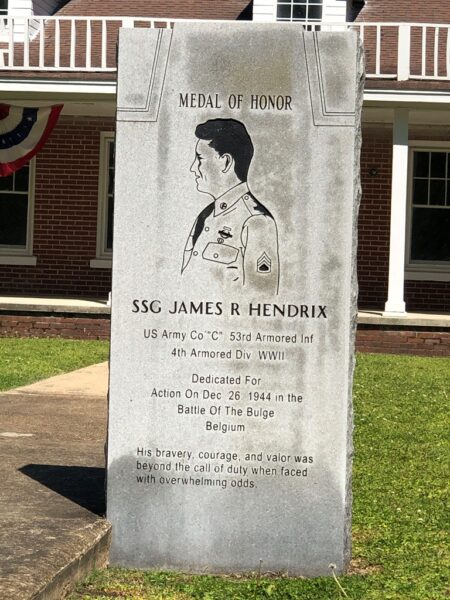 MEDAL OF HONOR
SSG JAMES R HENDRIX
US Army Co "C" 53rd Armored Inf
4th Armored Div WWII
Dedicated For
Action On Dec 26 1944 in the
Battle Of The Bulge
Belgium
His bravery, courage, and valor was
beyond the call of duty when faced
with overwhelming odds.